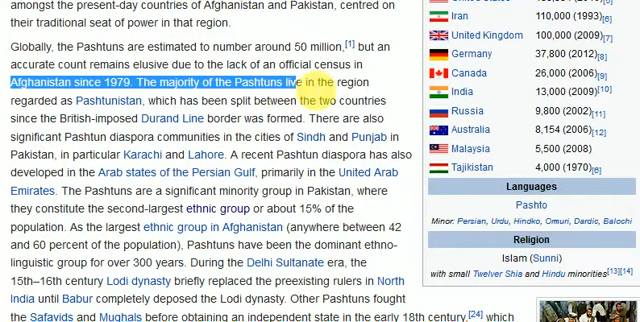 amongst the present-day countries of Afghanistan and Pakistan, centred on
their traditional seat of power in that region.
Globally, the Pashtuns are estimated to number around 50 million,[1] but an
accurate count remains elusive due to the lack of an official census in
Afghanistan since 1979. The majority of the Pashtuns live in the region
regarded as Pashtunistan, which has been split between the two countries
since the British-imposed Durand Line border was formed. There are also
significant Pashtun diaspora communities in the cities of Sindh and Punjab in
Pakistan, in particular Karachi and Lahore. A recent Pashtun diaspora has also
developed in the Arab states of the Persian Gulf, primarily in the United Arab
Emirates. The Pashtuns are a significant minority group in Pakistan, where
they constitute the second-largest ethnic group or about 15% of the
population. As the largest ethnic group in Afghanistan (anywhere between 42
and 60 percent of the population), Pashtuns have been the dominant ethno-
linguistic group for over 300 years. During the Delhi Sultanate era, the
15th–16th century Lodi dynasty briefly replaced the preexisting rulers in North
India until Babur completely deposed the Lodi dynasty. Other Pashtuns fought
the Safavids and Mughals before obtaining an independent state in the early 18th century,[24] which
Iran 110,000 (1993)[6]
United Kingdom 100,000 (2009)[7]
Germany 37,800 (2012)[8]
Canada 26,000 (2006)[9]
India 13,000 (2009)[10]
Russia 9,800 (2002)[11]
Australia 8,154 (2006)[12]
Malaysia 5,500 (2008)
Tajikistan 4,000 (1970)[6]
Languages
Pashto
Minor: Persian, Urdu, Hindko, Ormuri, Dardic, Balochi
Religion
Islam (Sunni)
with small Twelver Shia and Hindu minorities[13][14]